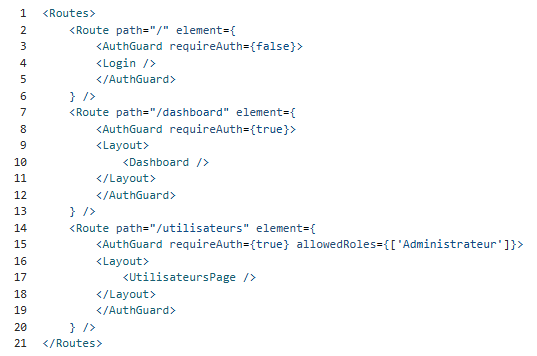 1 <Routes>
2     <Route path="/" element={
3         <AuthGuard requireAuth={false}>
4         <Login />
5         </AuthGuard>
6     } />
7     <Route path="/dashboard" element={
8         <AuthGuard requireAuth={true}>
9         <Layout>
10             <Dashboard />
11         </Layout>
12         </AuthGuard>
13     } />
14     <Route path="/utilisateurs" element={
15         <AuthGuard requireAuth={true} allowedRoles={['Administrateur']}>
16         <Layout>
17             <UtilisateursPage />
18         </Layout>
19         </AuthGuard>
20     } />
21 </Routes>